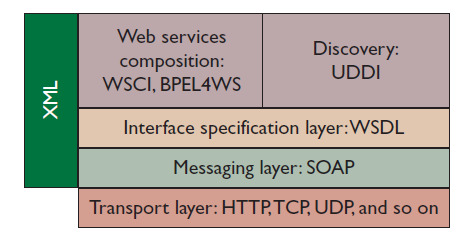 XML
Web services
composition:
WSCI, BPEL4WS
Discovery:
UDDI
Interface specification layer: WSDL
Messaging layer: SOAP
Transport layer: HTTP, TCP, UDP, and so on